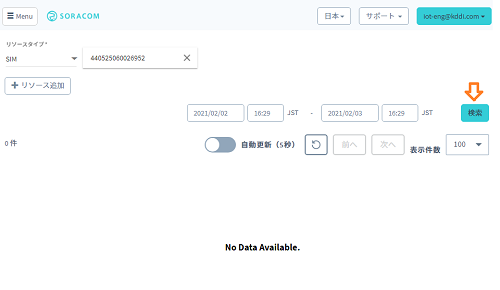 Menu SORACOM 日本 サポート iot-eng@kddi.com
リソースタイプ*
SIM 440525060026952
+ リソース追加
2021/02/02 16:29 JST - 2021/02/03 16:29 JST 検索
0 件 自動更新（5秒） 前へ 次へ 表示件数 100
No Data Available.